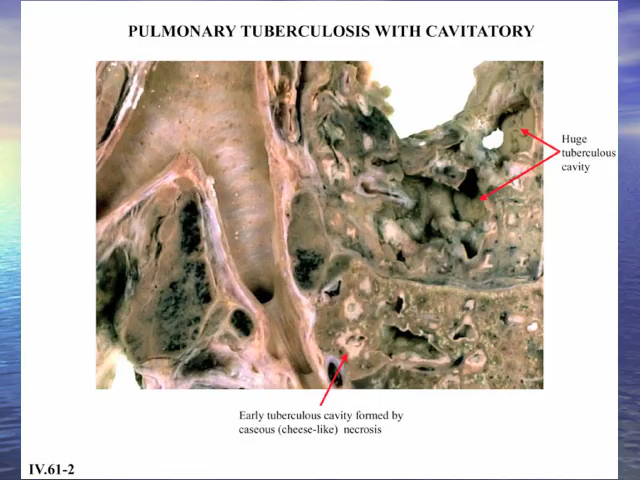 PULMONARY TUBERCULOSIS WITH CAVITATORY
Huge
tuberculous
cavity
Early tuberculous cavity formed by
caseous (cheese-like) necrosis
IV.61-2